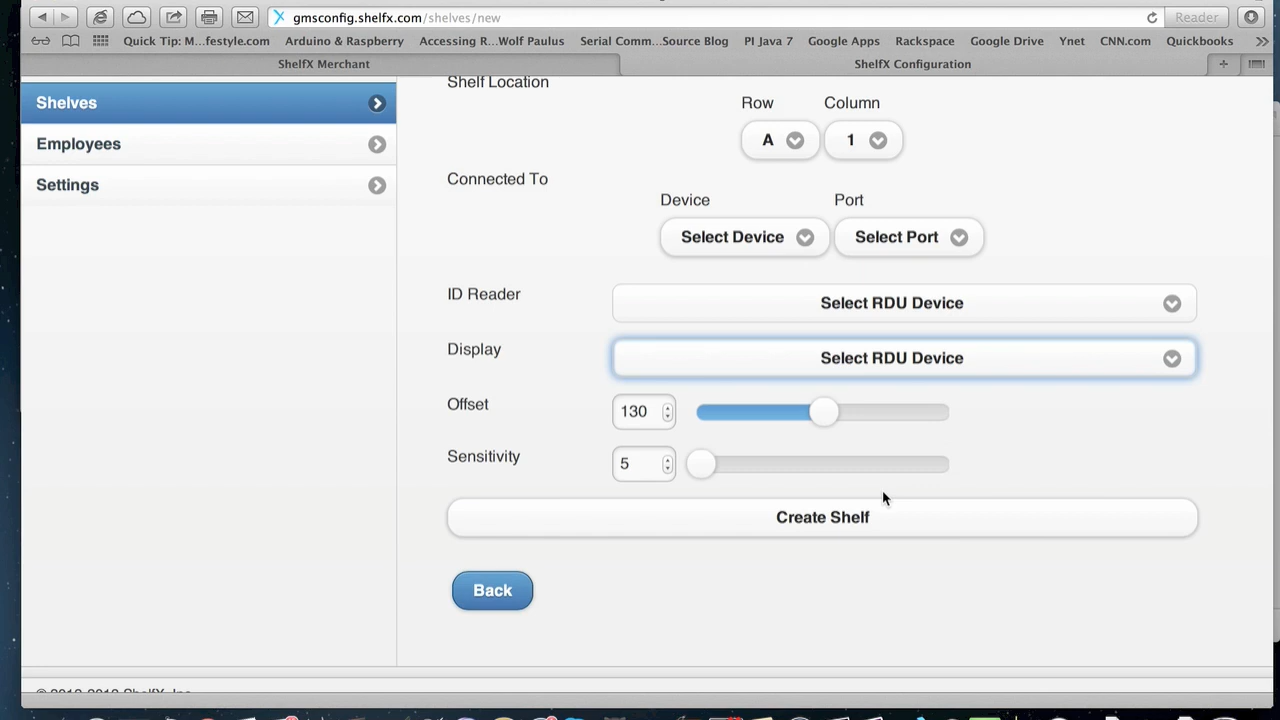 gmsconfig.shelfx.com/shelves/new
Reader
Quick Tip: M...festyle.com Arduino & Raspberry Accessing R...Wolf Paulus Serial Comm...Source Blog PI Java 7 Google Apps Rackspace Google Drive Ynet CNN.com Quickbooks
ShelfX Merchant ShelfX Configuration
Shelves
Employees
Settings
Shelf Location
Row Column
A 1
Connected To
Device Port
Select Device Select Port
ID Reader Select RDU Device
Display Select RDU Device
Offset 130
Sensitivity 5
Create Shelf
Back